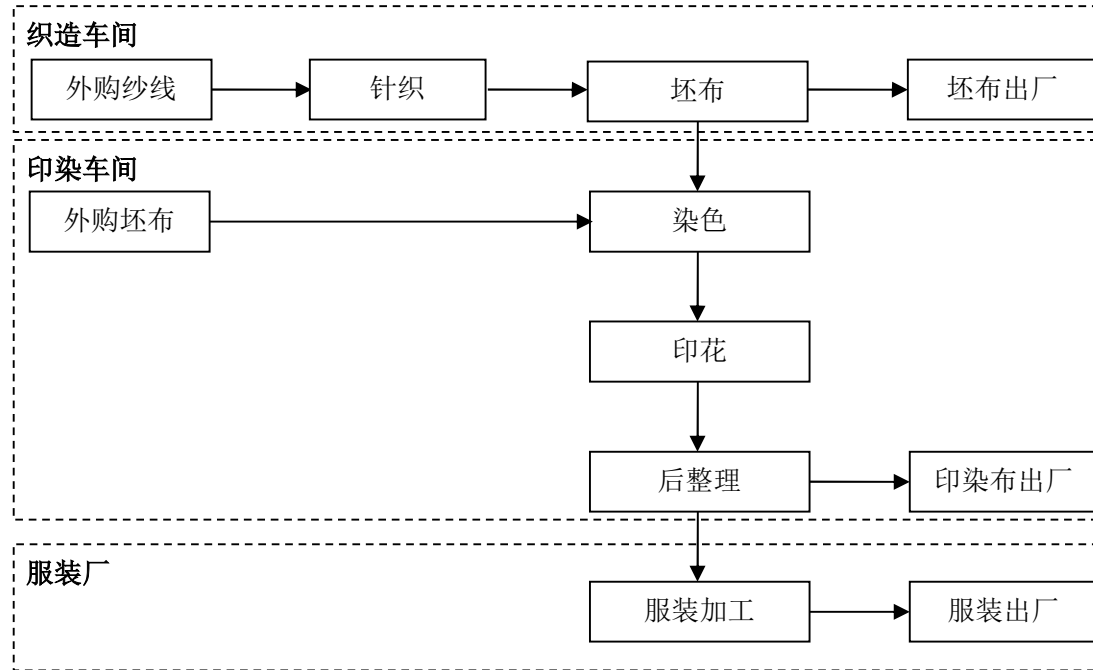 织造车间
外购纱线
针织
坯布
坯布出厂
印染车间
外购坯布
染色
印花
后整理
印染布出厂
服装厂
服装加工
服装出厂